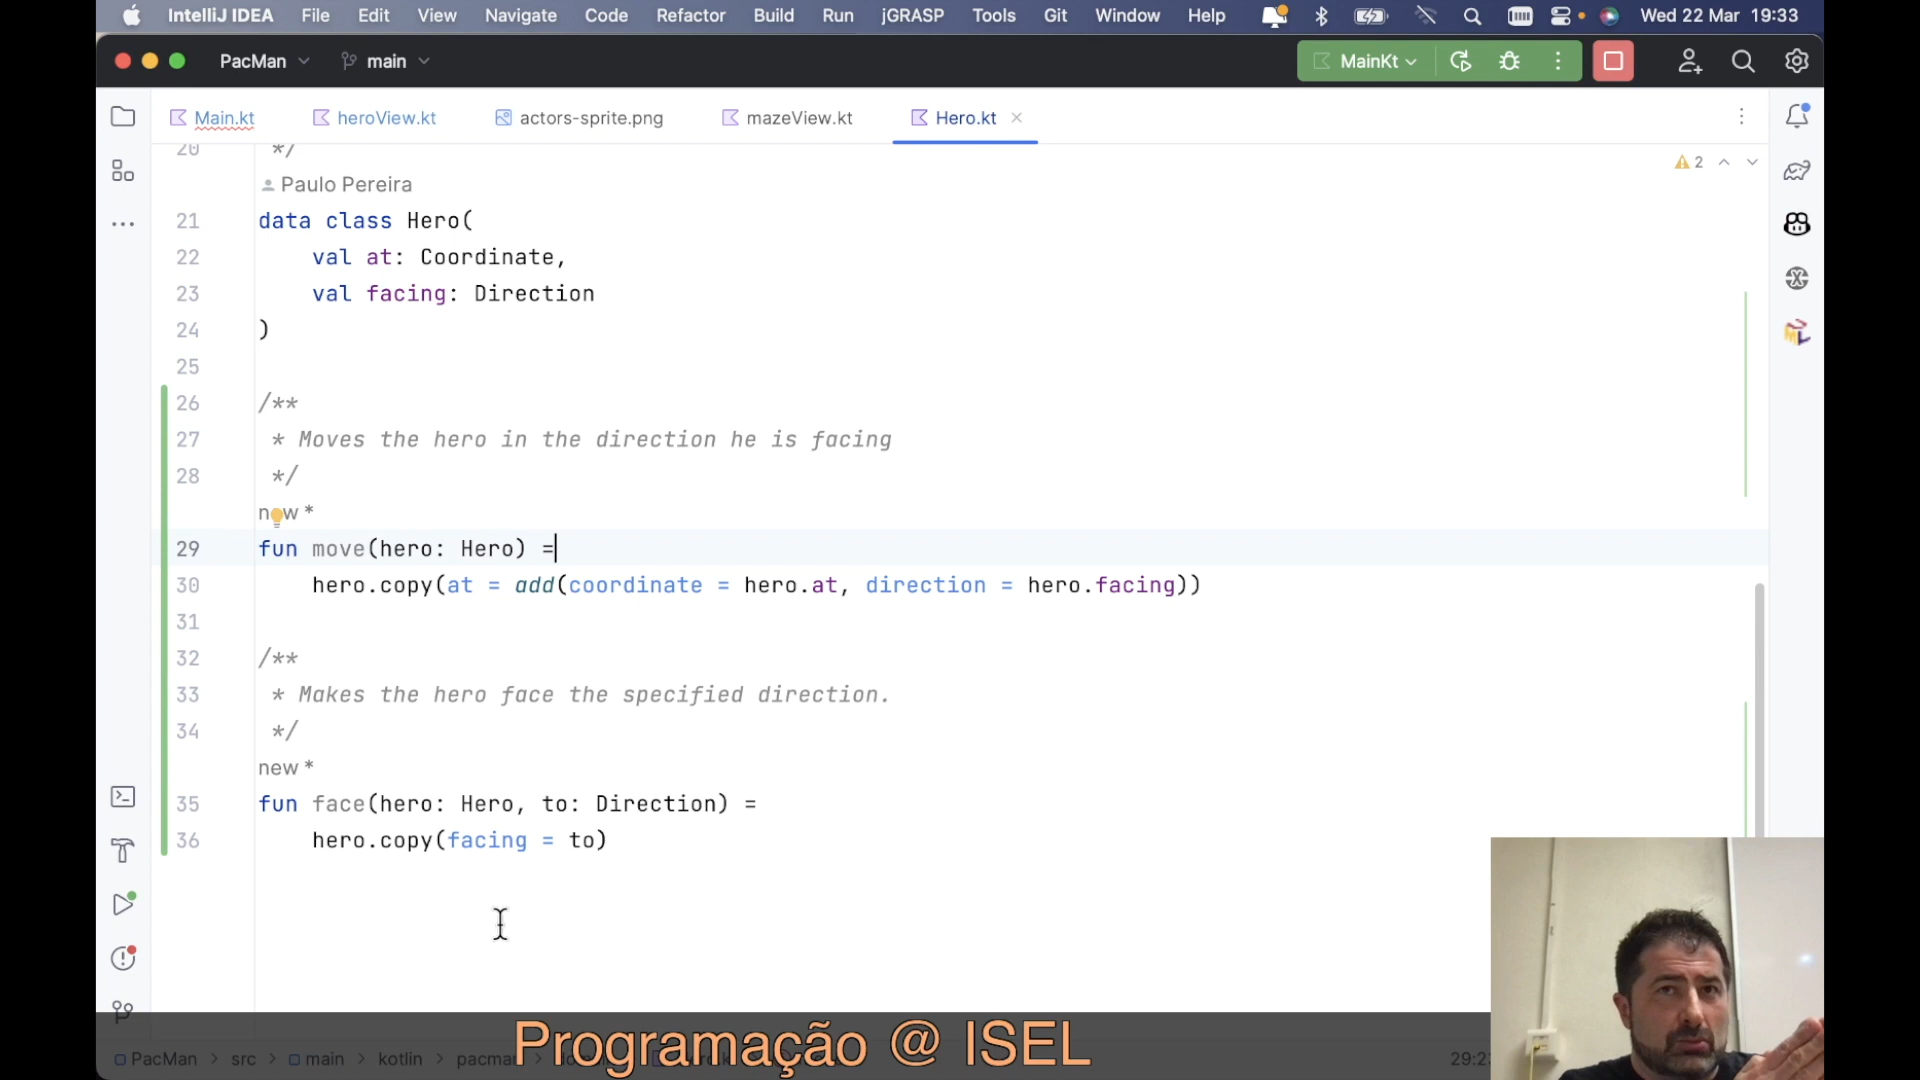 IntelliJ IDEA File Edit View Navigate Code Refactor Build Run jGRASP Tools Git Window Help Wed 22 Mar 19:33
PacMan main MainKt
Main.kt heroView.kt actors-sprite.png mazeView.kt Hero.kt
20 */
2
Paulo Pereira
21 data class Hero(
22 val at: Coordinate,
23 val facing: Direction
24 )
25
26 /**
27 * Moves the hero in the direction he is facing
28 */
new *
29 fun move(hero: Hero) =
30 hero.copy(at = add(coordinate = hero.at, direction = hero.facing))
31
32 /**
33 * Makes the hero face the specified direction.
34 */
new *
35 fun face(hero: Hero, to: Direction) =
36 hero.copy(facing = to)
Programação @ ISEL
PacMan > src > main > kotlin > pacman